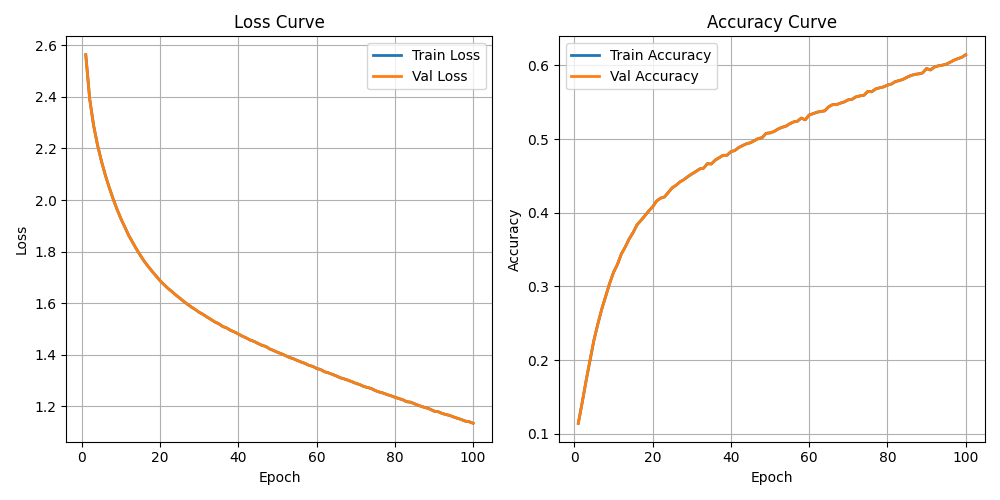 Loss Curve
2.6
2.4
2.2
2.0
1.8
1.6
1.4
1.2
Loss
Train Loss
Val Loss
0
20
40
60
80
100
Epoch
Accuracy Curve
0.6
0.5
0.4
0.3
0.2
0.1
Accuracy
Train Accuracy
Val Accuracy
0
20
40
60
80
100
Epoch